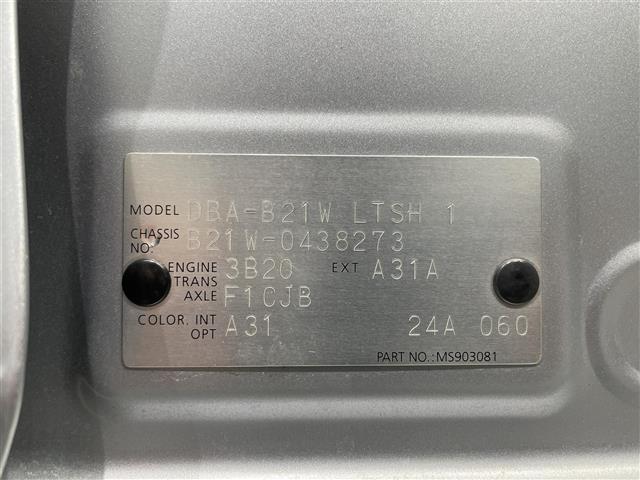 MODEL DBA-B21W LTSH 1
CHASSIS NO. B21W-0438273
ENGINE 3B20 EXT A31A
TRANS AXLE F1CJB
COLOR, INT OPT A31 24A 060
PART NO.: MS903081